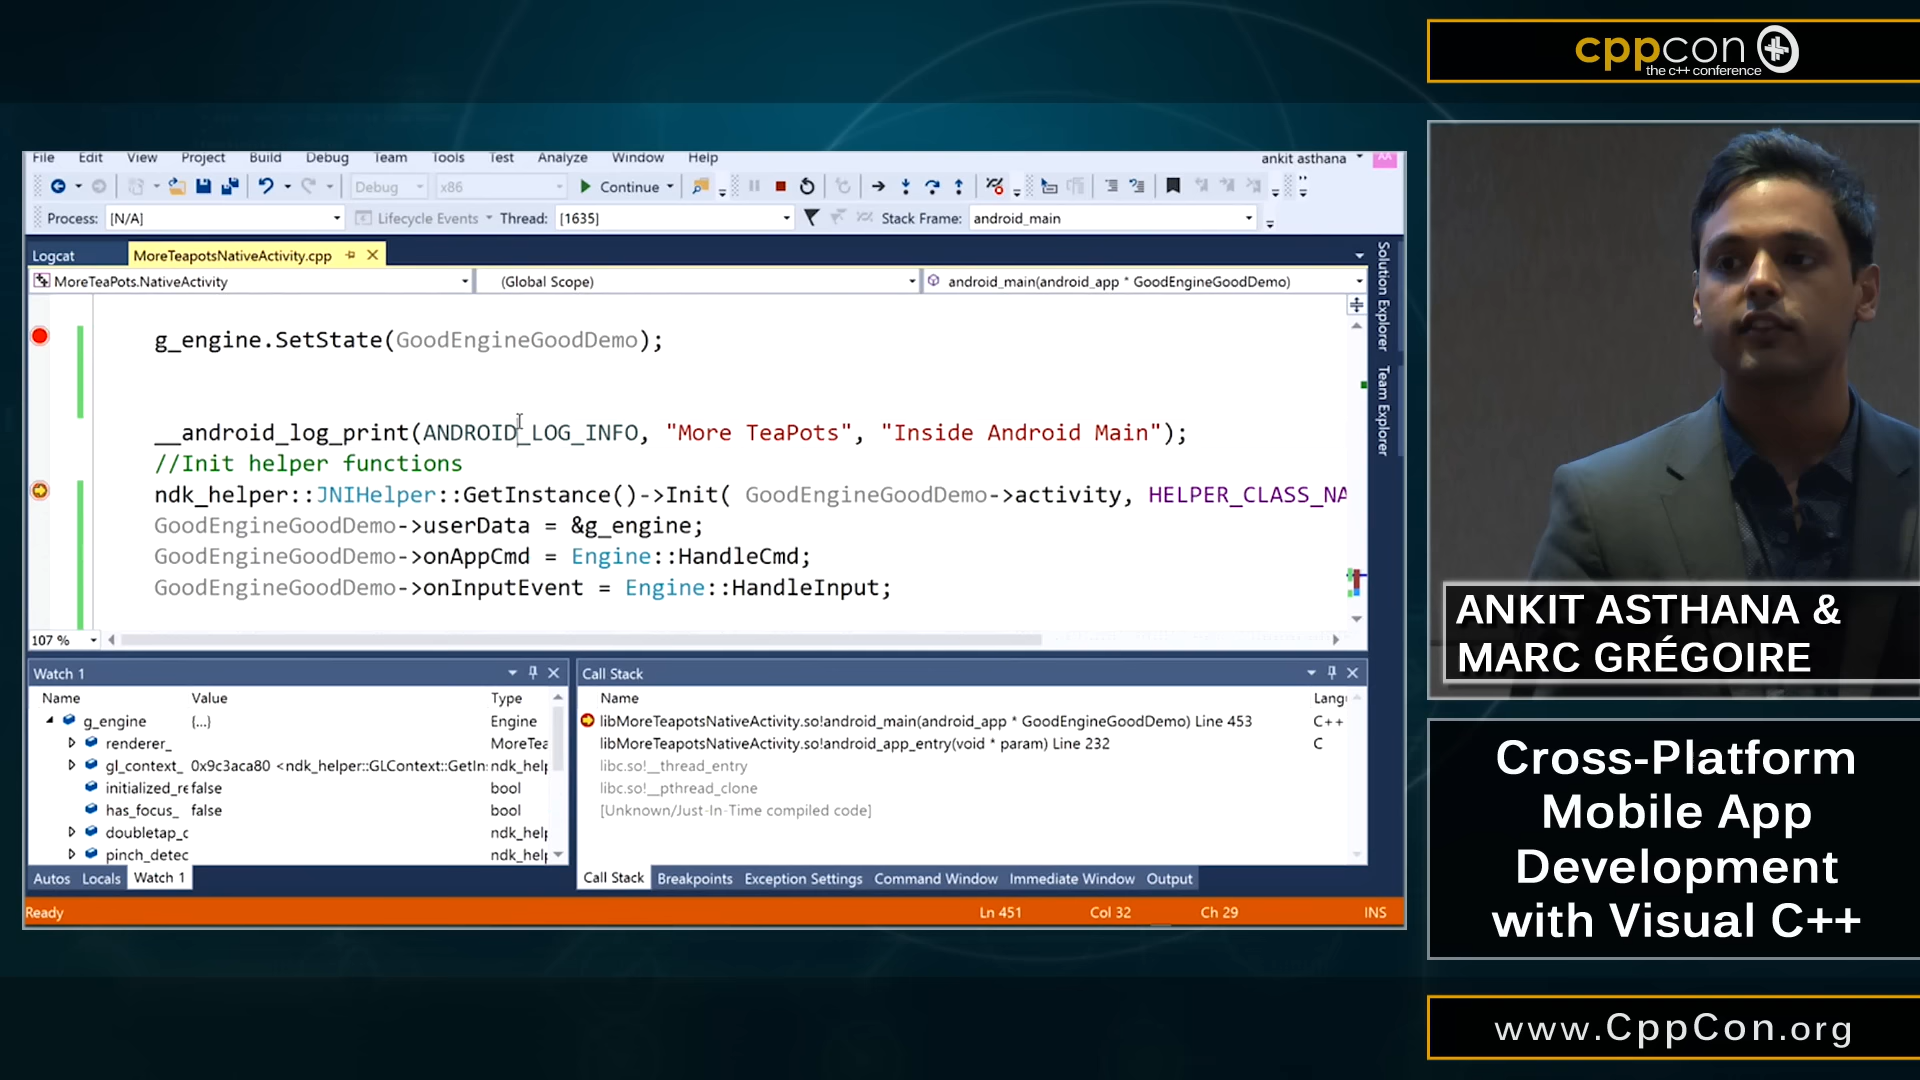 cppcon
the c++ conference
File Edit View Project Build Debug Team Tools Test Analyze Window Help ankit asthana AA
Debug x86 Continue
Process: [N/A] Lifecycle Events Thread: [1635] Stack Frame: android_main
Logcat MoreTeapotsNativeActivity.cpp
MoreTeaPots.NativeActivity (Global Scope) android_main(android_app * GoodEngineGoodDemo)
Solution Explorer
Team Explorer
g_engine.SetState(GoodEngineGoodDemo);
__android_log_print(ANDROID_LOG_INFO, "More TeaPots", "Inside Android Main");
//Init helper functions
ndk_helper::JNIHelper::GetInstance()->Init( GoodEngineGoodDemo->activity, HELPER_CLASS_NA
GoodEngineGoodDemo->userData = &g_engine;
GoodEngineGoodDemo->onAppCmd = Engine::HandleCmd;
GoodEngineGoodDemo->onInputEvent = Engine::HandleInput;
107 %
Watch 1
Name Value Type
g_engine {...} Engine
renderer_ MoreTea
gl_context_ 0x9c3aca80 <ndk_helper::GLContext::GetIn: ndk_help
initialized_re false bool
has_focus_ false bool
doubletap_c ndk_help
pinch_detec ndk_help
Autos Locals Watch 1
Call Stack
Name Lang
libMoreTeapotsNativeActivity.so!android_main(android_app * GoodEngineGoodDemo) Line 453 C++
libMoreTeapotsNativeActivity.so!android_app_entry(void * param) Line 232 C
libc.so!__thread_entry
libc.so!__pthread_clone
[Unknown/Just-In-Time compiled code]
Call Stack Breakpoints Exception Settings Command Window Immediate Window Output
Ready Ln 451 Col 32 Ch 29 INS
ANKIT ASTHANA &
MARC GRÉGOIRE
Cross-Platform
Mobile App
Development
with Visual C++
www.CppCon.org